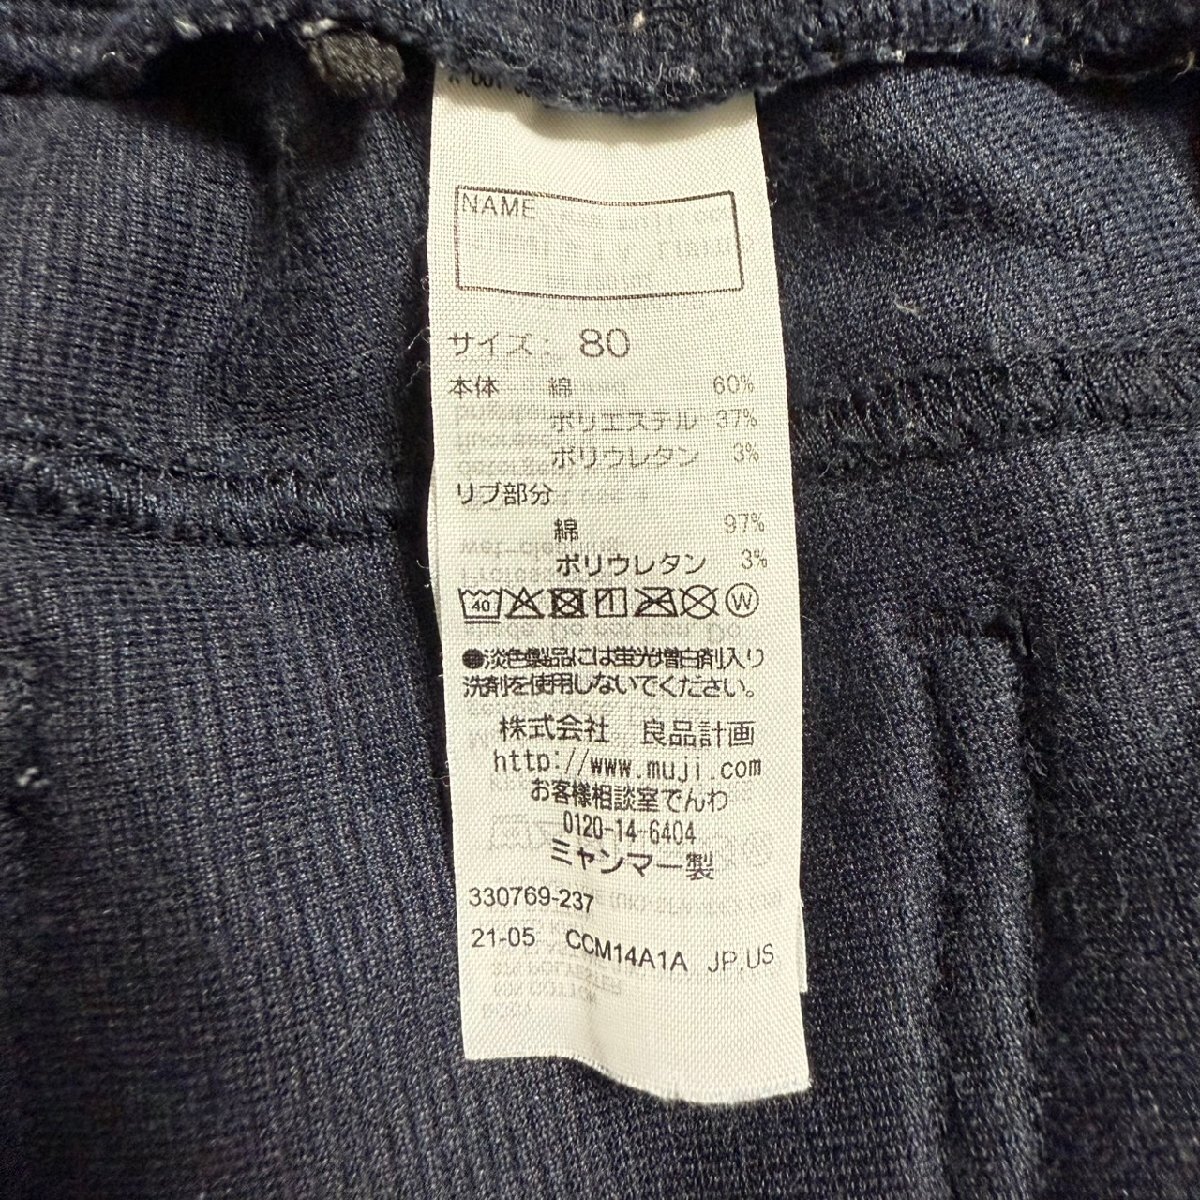 NAME
サイズ: 80
本体 綿 60%
ポリエステル 37%
ポリウレタン 3%
リブ部分
綿 97%
ポリウレタン 3%
40 W
●淡色製品には蛍光増白剤入り
洗剤を使用しないでください。
株式会社 良品計画
http://www.muji.com
お客様相談室でんわ
0120-14-6404
ミャンマー製
330769-237
21-05 CCM14A1A JP,US